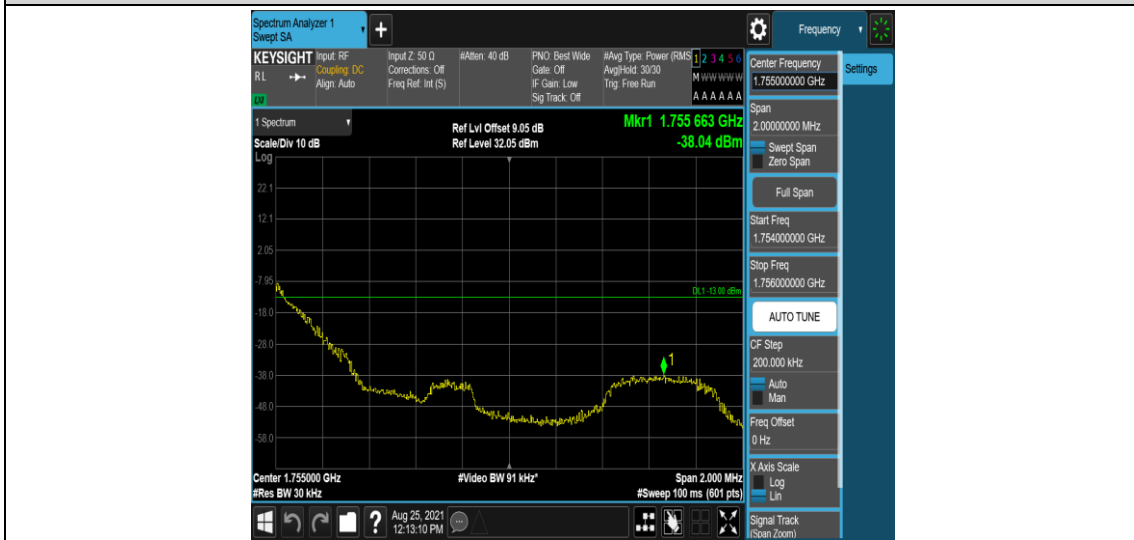 Spectrum Analyzer 1
Swept SA
+
Frequency
KEYSIGHT
RL
Input: RF
Coupling: DC
Align: Auto
Input Z: 50 Ω
Corrections: Off
Freq Ref: Int (S)
#Atten: 40 dB
PNO: Best Wide
Gate: Off
IF Gain: Low
Sig Track: Off
#Avg Type: Power (RMS
Avg|Hold: 30/30
Trig: Free Run
1 2 3 4 5 6
M W W W W W
A A A A A A
1 Spectrum
Scale/Div 10 dB
Log
Ref Lvl Offset 9.05 dB
Ref Level 32.05 dBm
Mkr1 1.755 663 GHz
-38.04 dBm
22.1
12.1
2.05
-7.95
-18.0
-28.0
-38.0
-48.0
-58.0
DL1 -13.00 dBm
1
Center 1.755000 GHz
#Res BW 30 kHz
#Video BW 91 kHz*
Span 2.000 MHz
#Sweep 100 ms (601 pts)
?
Aug 25, 2021
12:13:10 PM
Center Frequency
1.755000000 GHz
Settings
Span
2.00000000 MHz
Swept Span
Zero Span
Full Span
Start Freq
1.754000000 GHz
Stop Freq
1.756000000 GHz
AUTO TUNE
CF Step
200.000 kHz
Auto
Man
Freq Offset
0 Hz
X Axis Scale
Log
Lin
Signal Track
(Span Zoom)